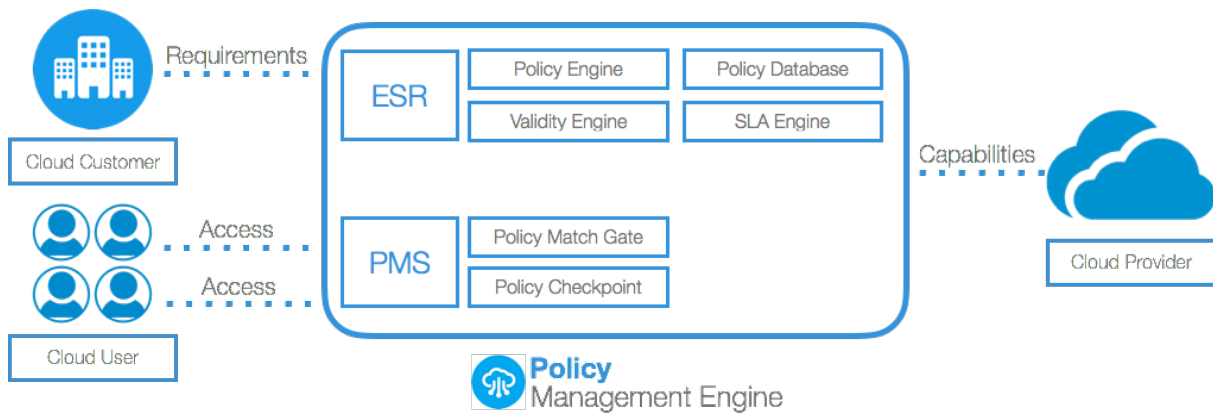 Requirements
Cloud Customer
Access
Access
Cloud User
ESR
Policy Engine
Policy Database
Validity Engine
SLA Engine
PMS
Policy Match Gate
Policy Checkpoint
Capabilities
Cloud Provider
Policy
Management Engine